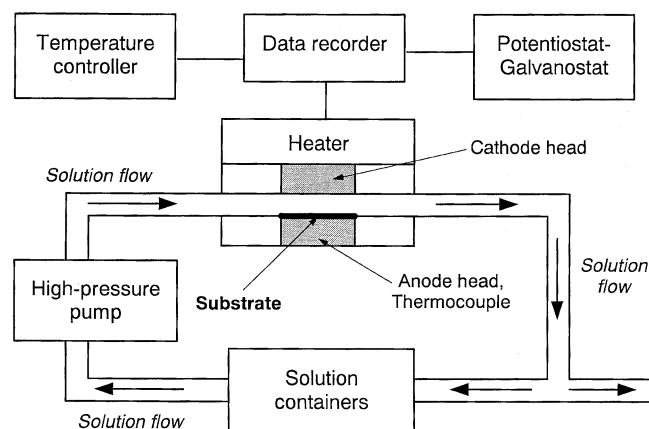 Temperature
controller
Data recorder
Potentiostat-
Galvanostat
Heater
Cathode head
Solution flow
High-pressure
pump
Substrate
Anode head,
Thermocouple
Solution
flow
Solution
containers
Solution flow